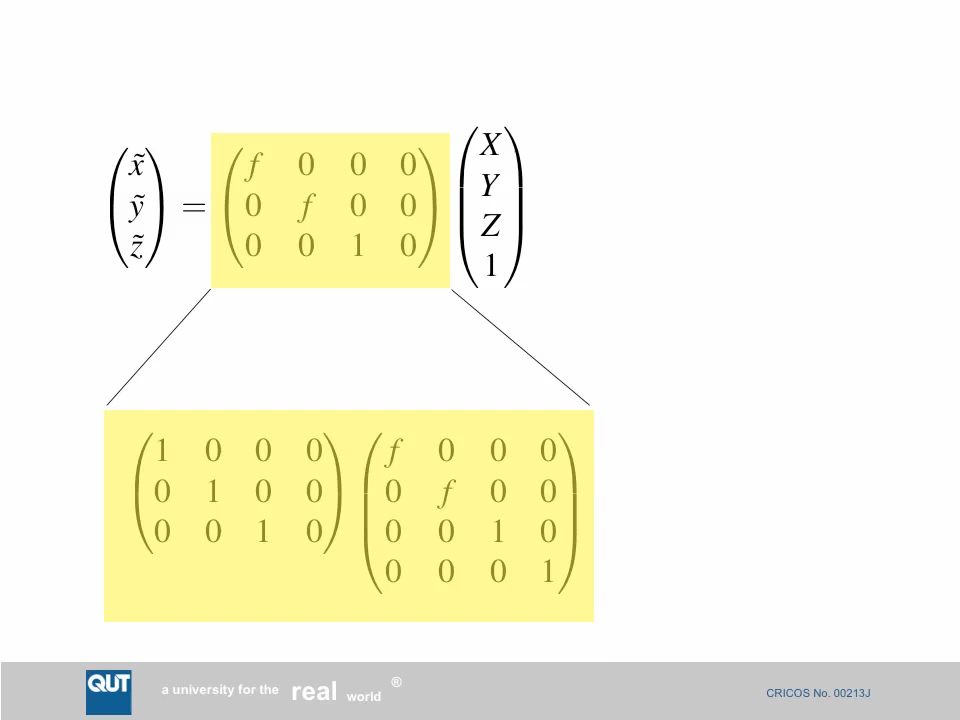 (x̃ ỹ z̃) = (f 0 0 0; 0 f 0 0; 0 0 1 0) (X Y Z 1)
(1 0 0 0; 0 1 0 0; 0 0 1 0) (f 0 0 0; 0 f 0 0; 0 0 1 0; 0 0 0 1)
QUT
a university for the real world ®
CRICOS No. 00213J